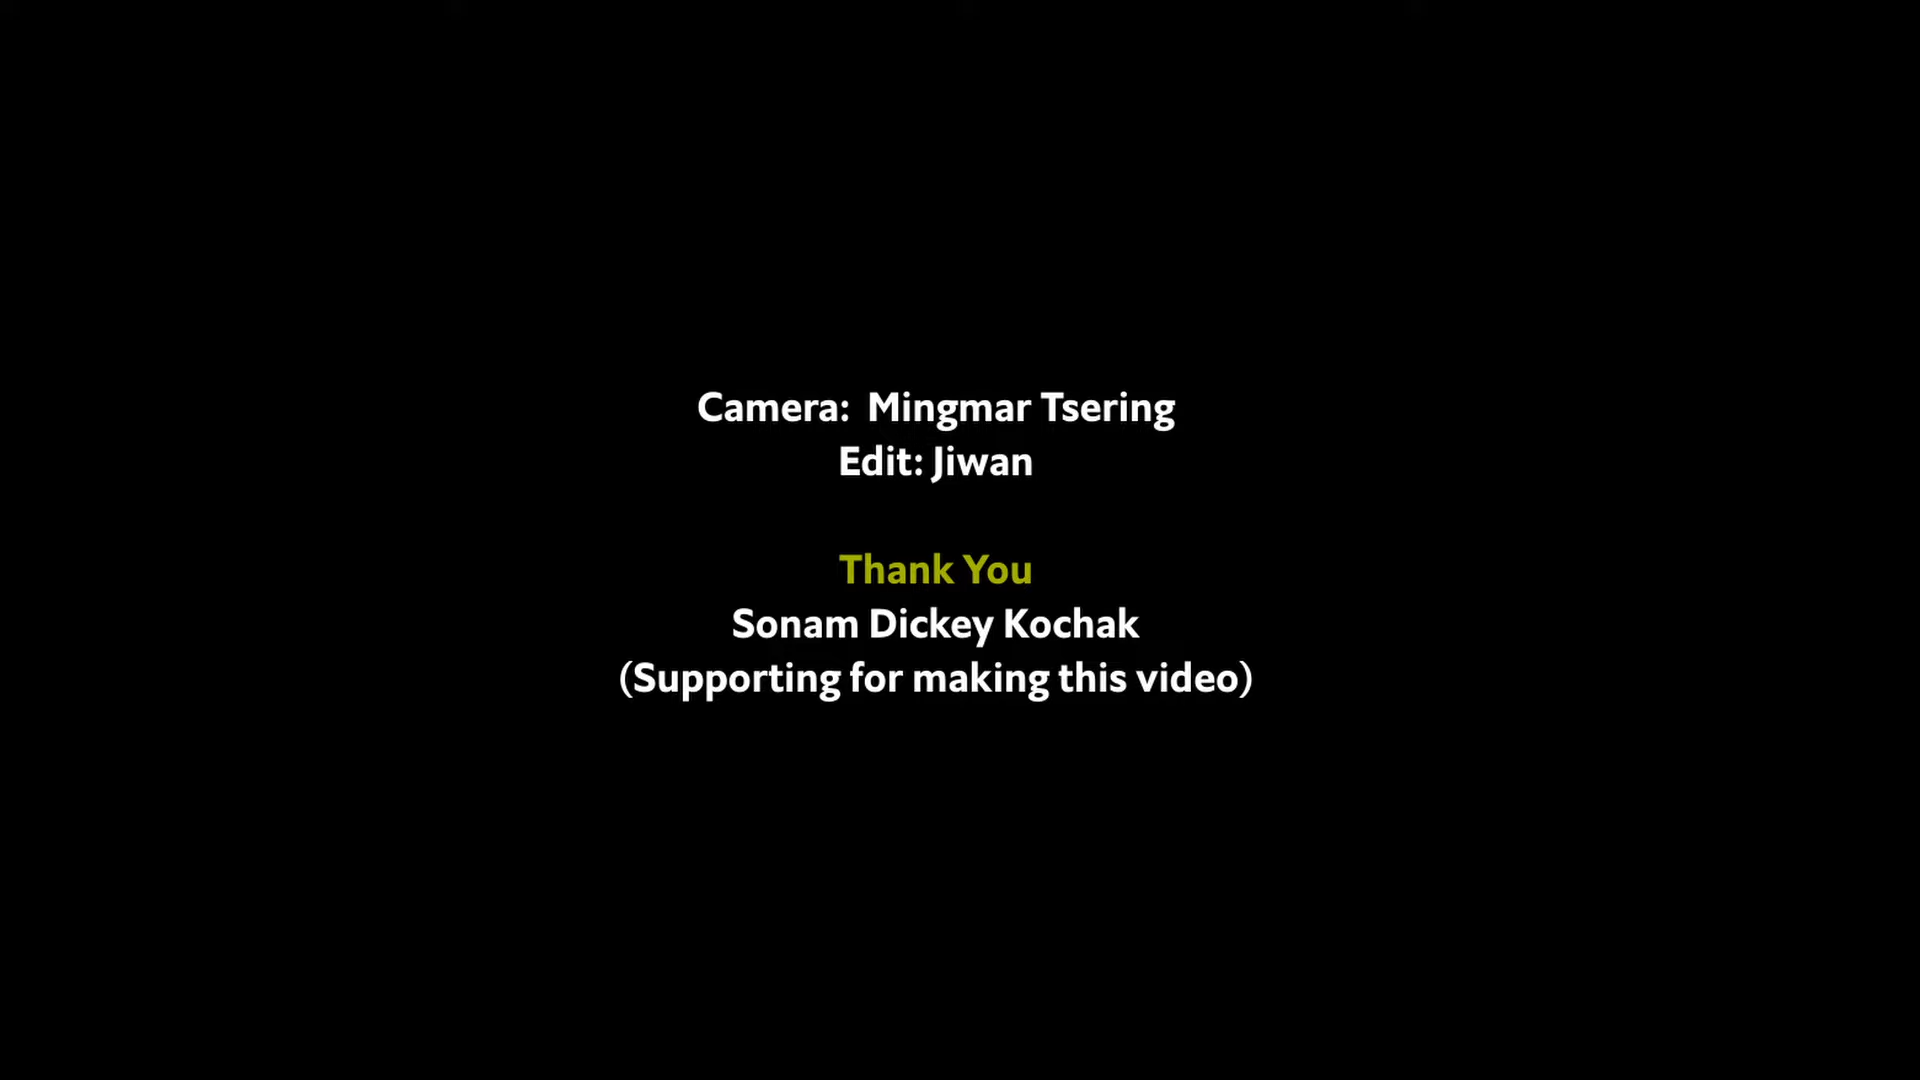 Camera:  Mingmar Tsering
Edit: Jiwan
Thank You
Sonam Dickey Kochak
(Supporting for making this video)